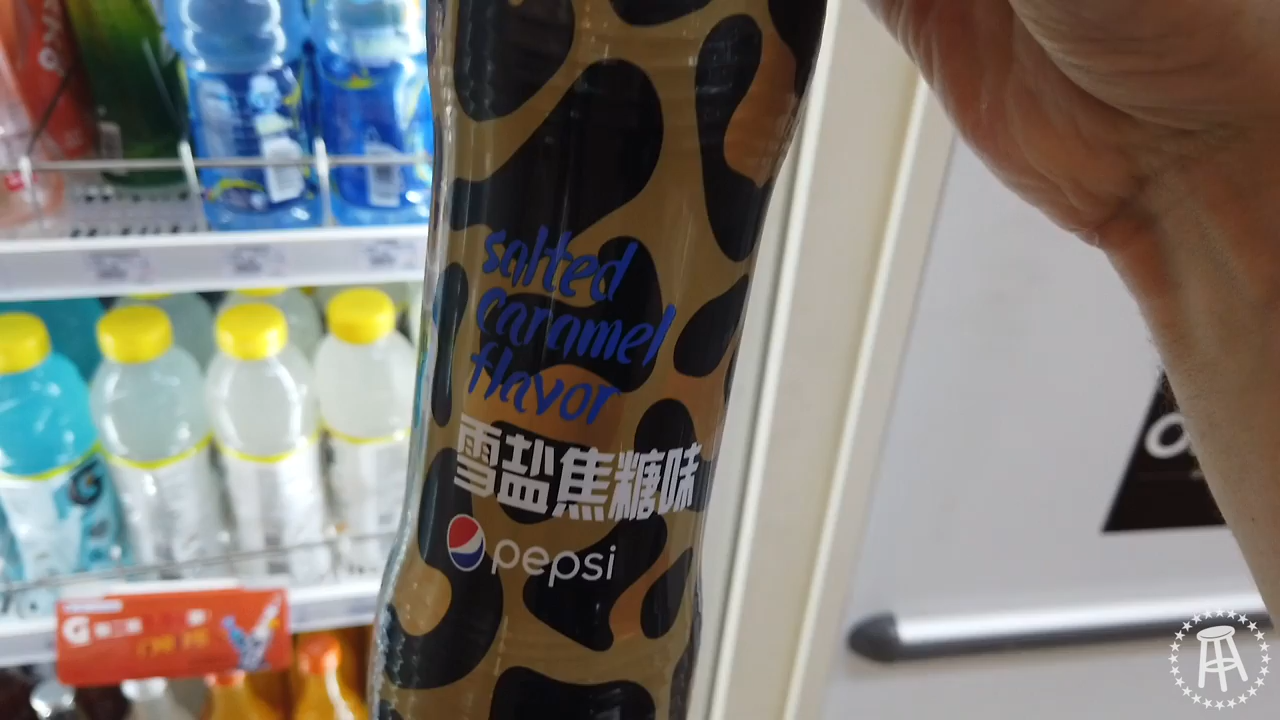 salted
caramel
flavor
雪盐焦糖味
pepsi